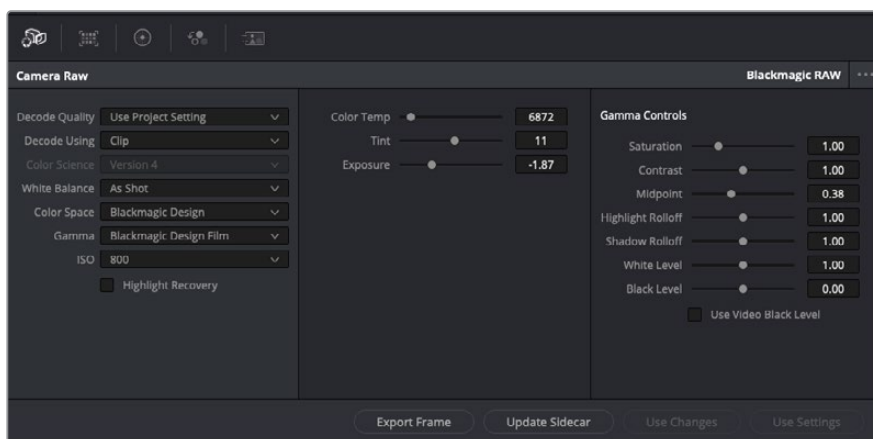 Camera Raw
Blackmagic RAW
Decode Quality Use Project Setting
Decode Using Clip
Color Science Version 4
White Balance As Shot
Color Space Blackmagic Design
Gamma Blackmagic Design Film
ISO 800
Highlight Recovery
Color Temp 6872
Tint 11
Exposure -1.87
Gamma Controls
Saturation 1.00
Contrast 1.00
Midpoint 0.38
Highlight Rolloff 1.00
Shadow Rolloff 1.00
White Level 1.00
Black Level 0.00
Use Video Black Level
Export Frame
Update Sidecar
Use Changes
Use Settings